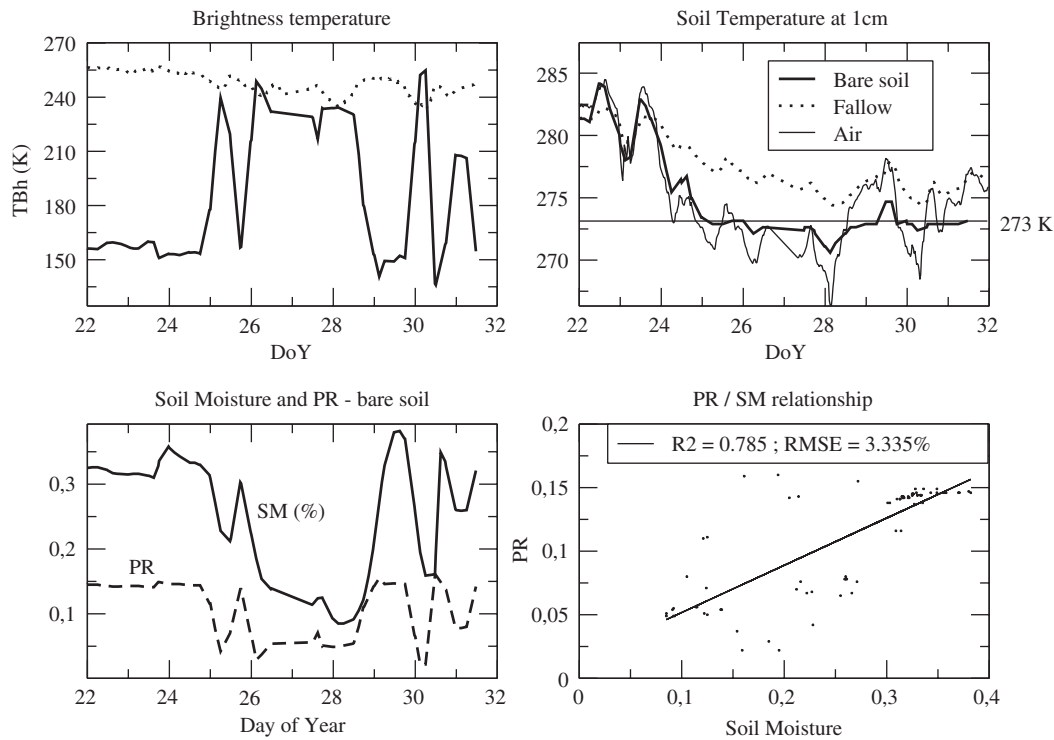 Brightness temperature
270
240
210
180
150
TBh (K)
22 24 26 28 30 32
DoY
Soil Temperature at 1cm
285
280
275
270
Bare soil
Fallow
Air
273 K
22 24 26 28 30 32
DoY
Soil Moisture and PR - bare soil
0,3
0,2
0,1
SM (%)
PR
22 24 26 28 30 32
Day of Year
PR / SM relationship
0,2
0,15
0,1
0,05
0
PR
R2 = 0.785 ; RMSE = 3.335%
0 0,1 0,2 0,3 0,4
Soil Moisture